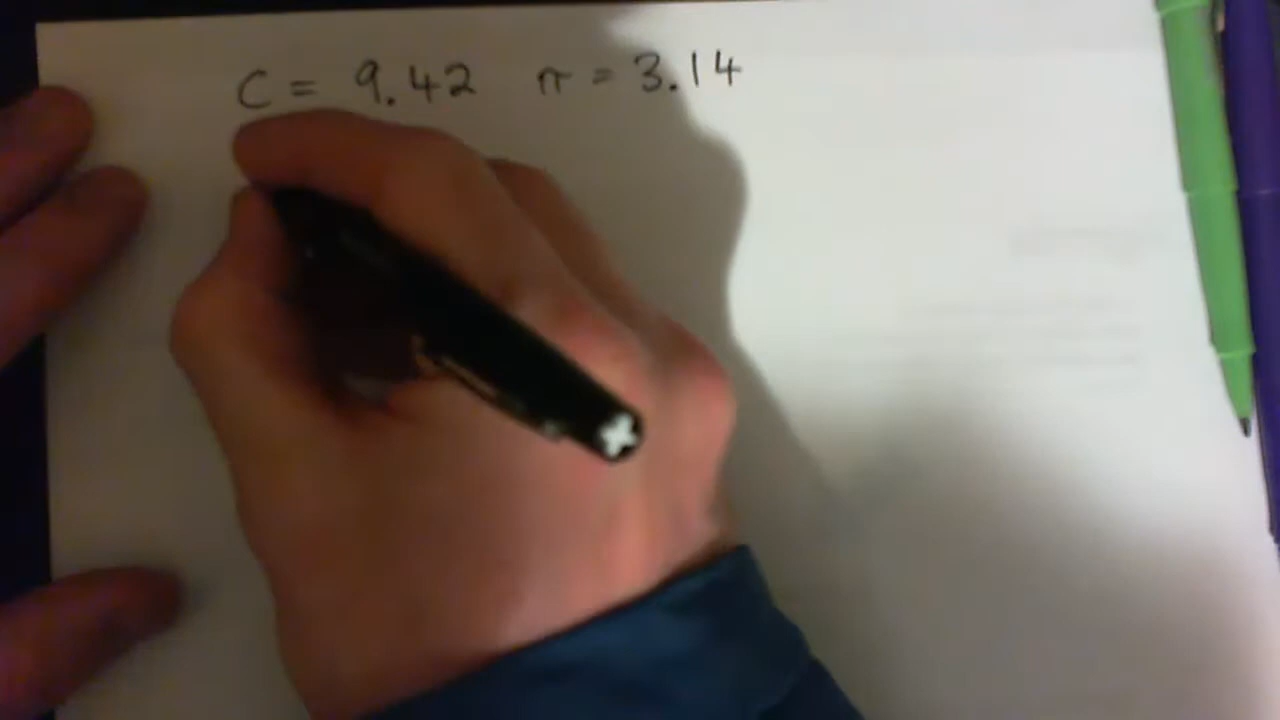 C = 9.42 π = 3.14